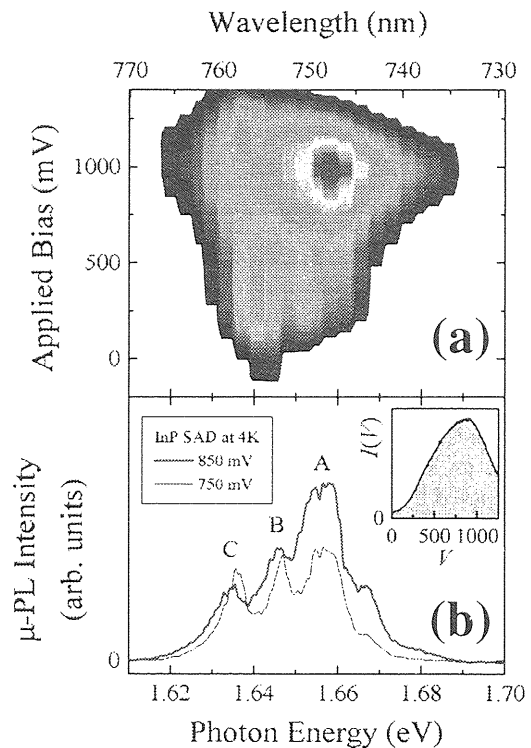 Wavelength (nm)
770 760 750 740 730
Applied Bias (mV)
1000
500
0
(a)
InP SAD at 4K
850 mV
750 mV
A
B
C
I(V)
0
0 500 1000
V
(b)
μ-PL Intensity
(arb. units)
0
1.62 1.64 1.66 1.68 1.70
Photon Energy (eV)